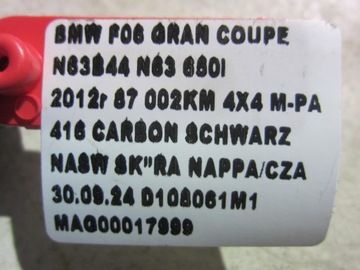 BMW F06 GRAN COUPE
N63B44 N63 650I
2012r 87 002KM 4X4 M-PA
416 CARBON SCHWARZ
NASW SK"RA NAPPA/CZA
30.09.24 D108061M1
MAG00017999